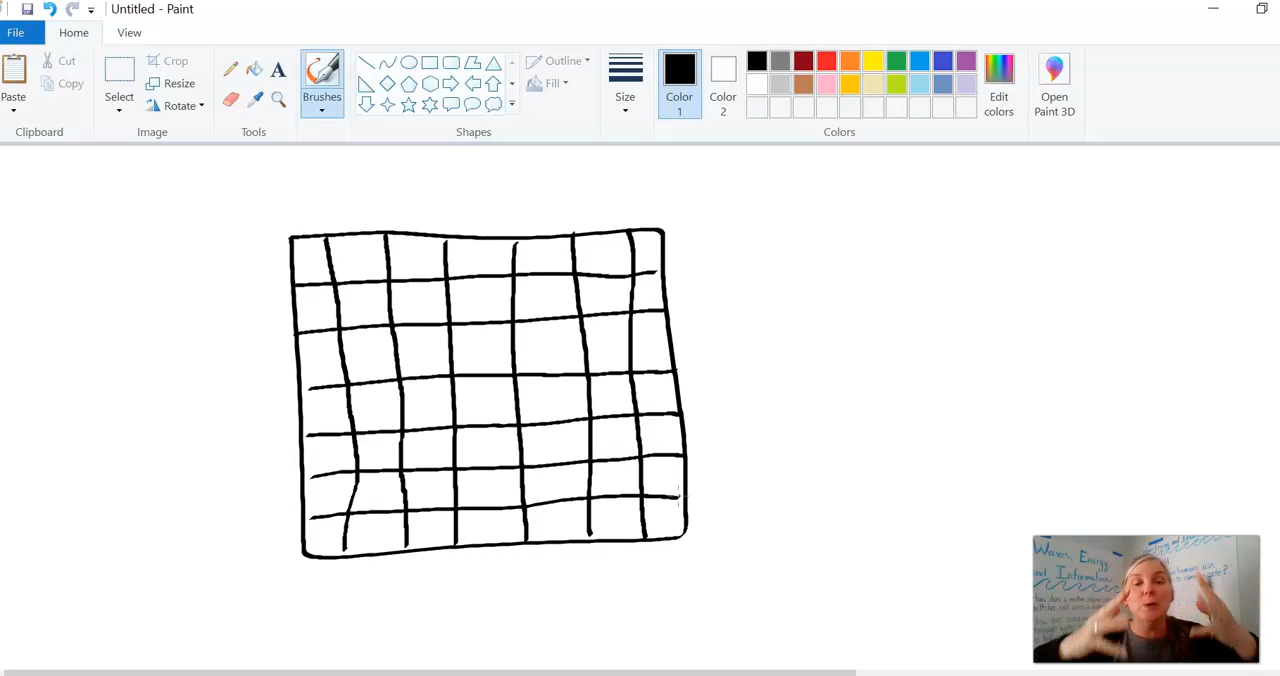 Untitled - Paint
File
Home
View
Paste
Cut
Copy
Clipboard
Select
Crop
Resize
Rotate
Image
A
Tools
Brushes
Outline
Fill
Shapes
Size
Color 1
Color 2
Edit colors
Colors
Open Paint 3D
Waves, Energy
and Information